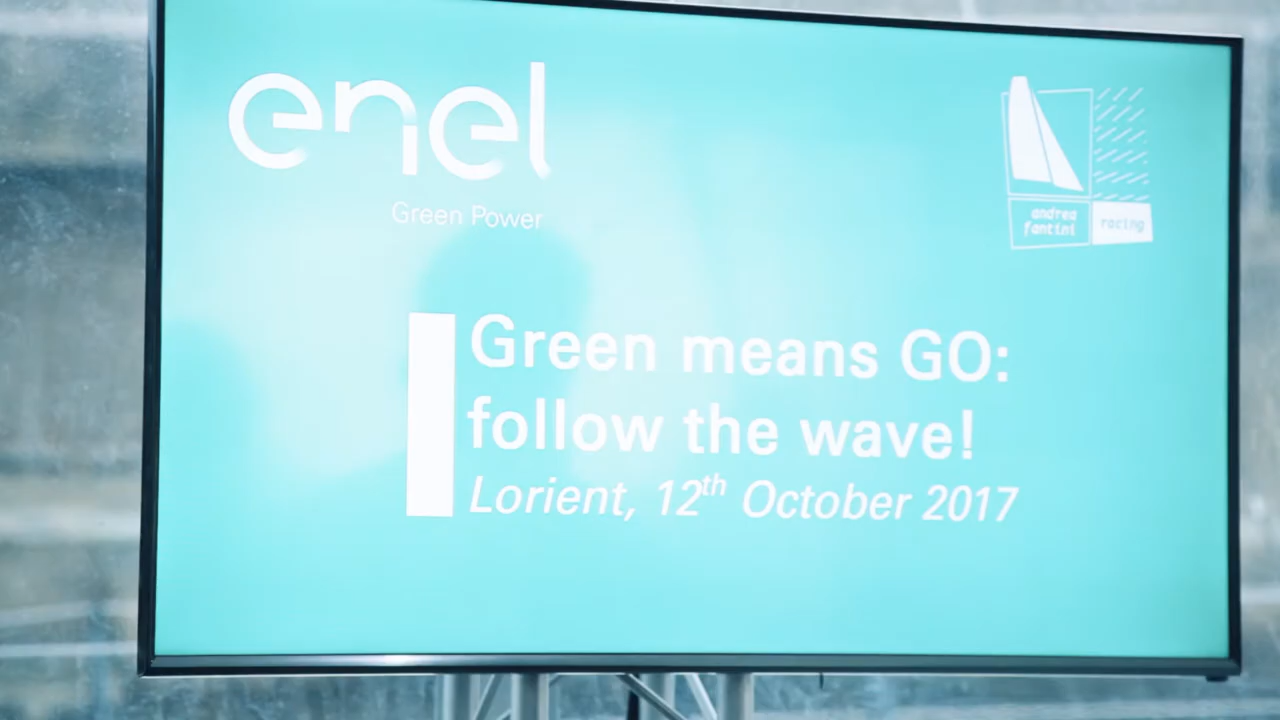 enel
Green Power
andrea
fantini
racing
Green means GO:
follow the wave!
Lorient, 12th October 2017